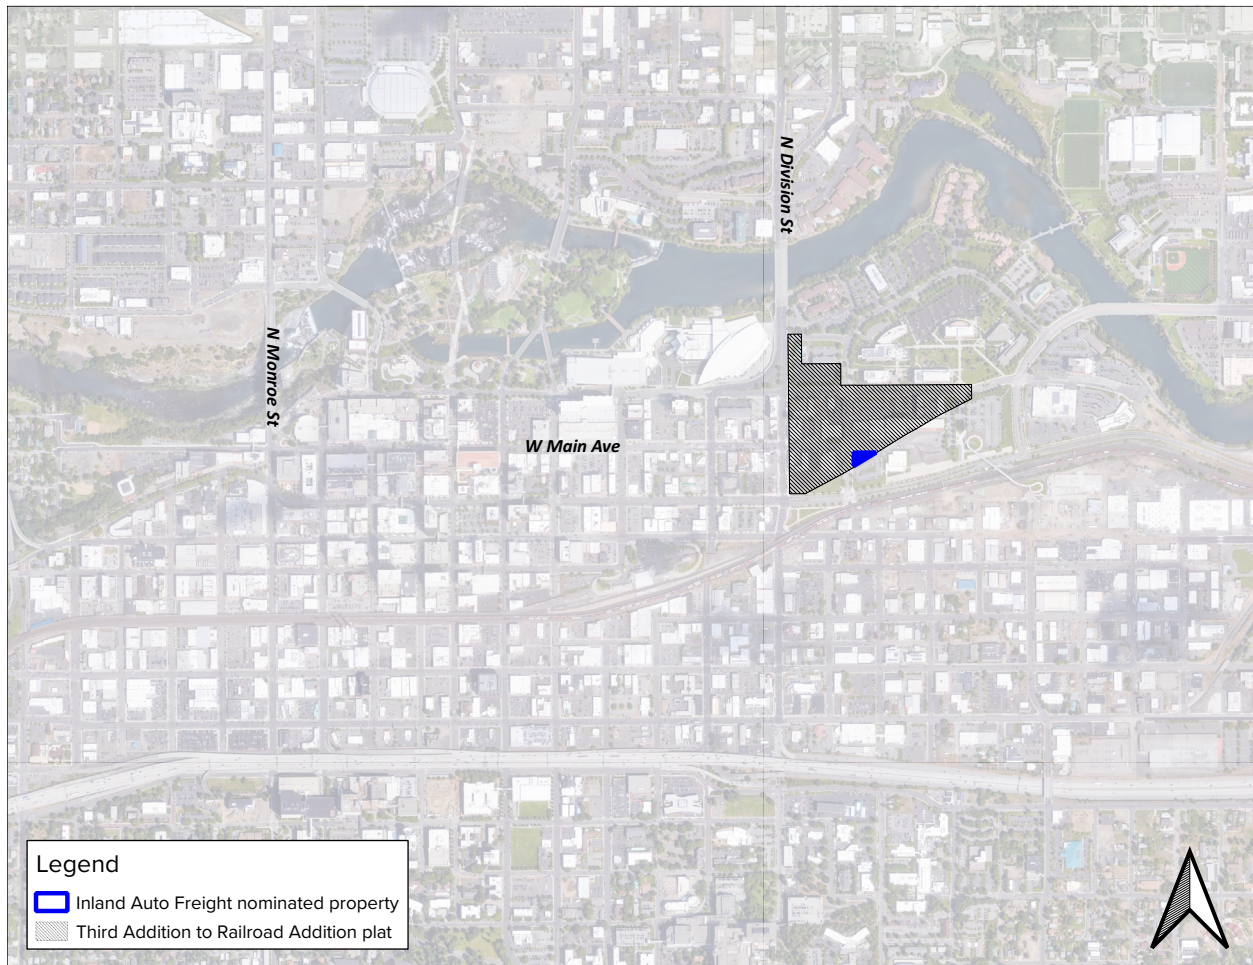 N Division St
N Monroe St
W Main Ave
Legend
Inland Auto Freight nominated property
Third Addition to Railroad Addition plat